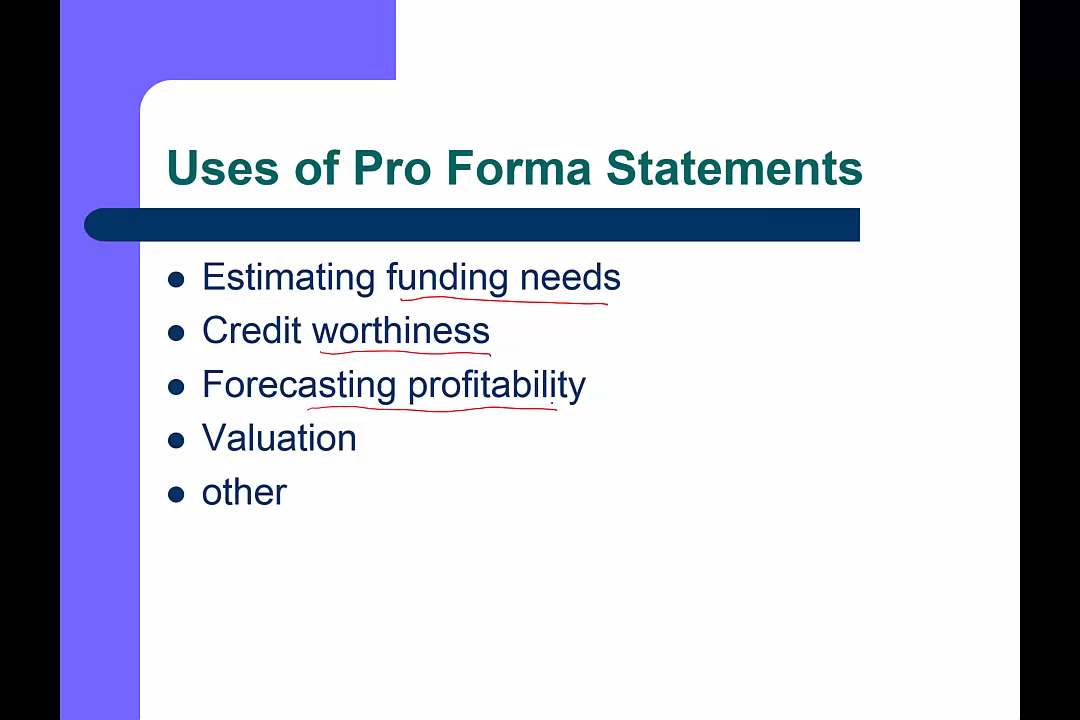 Uses of Pro Forma Statements
Estimating funding needs
Credit worthiness
Forecasting profitability
Valuation
other